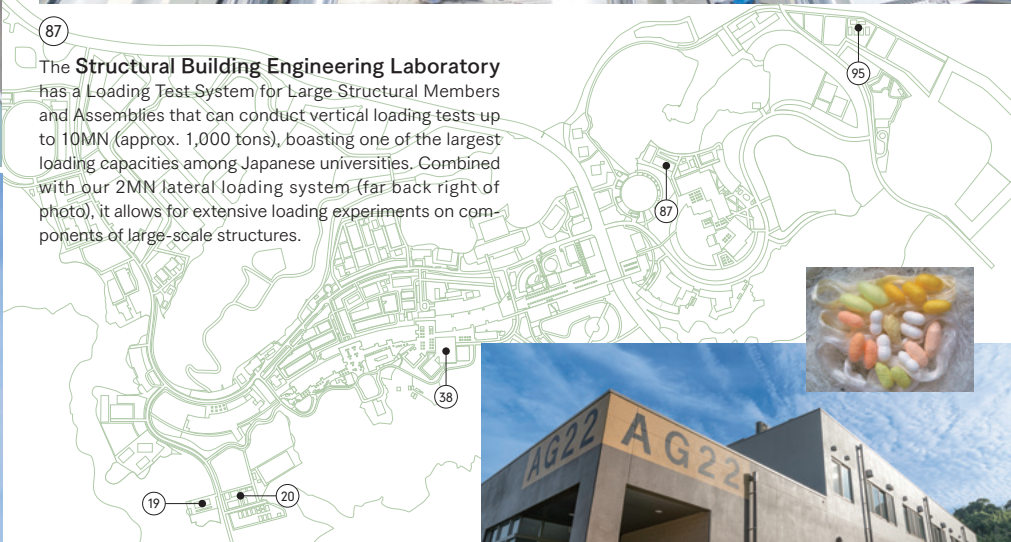 87
The Structural Building Engineering Laboratory
has a Loading Test System for Large Structural Members
and Assemblies that can conduct vertical loading tests up
to 10MN (approx. 1,000 tons), boasting one of the largest
loading capacities among Japanese universities. Combined
with our 2MN lateral loading system (far back right of
photo), it allows for extensive loading experiments on com-
ponents of large-scale structures.
95
87
38
19
20
AG22
AG22